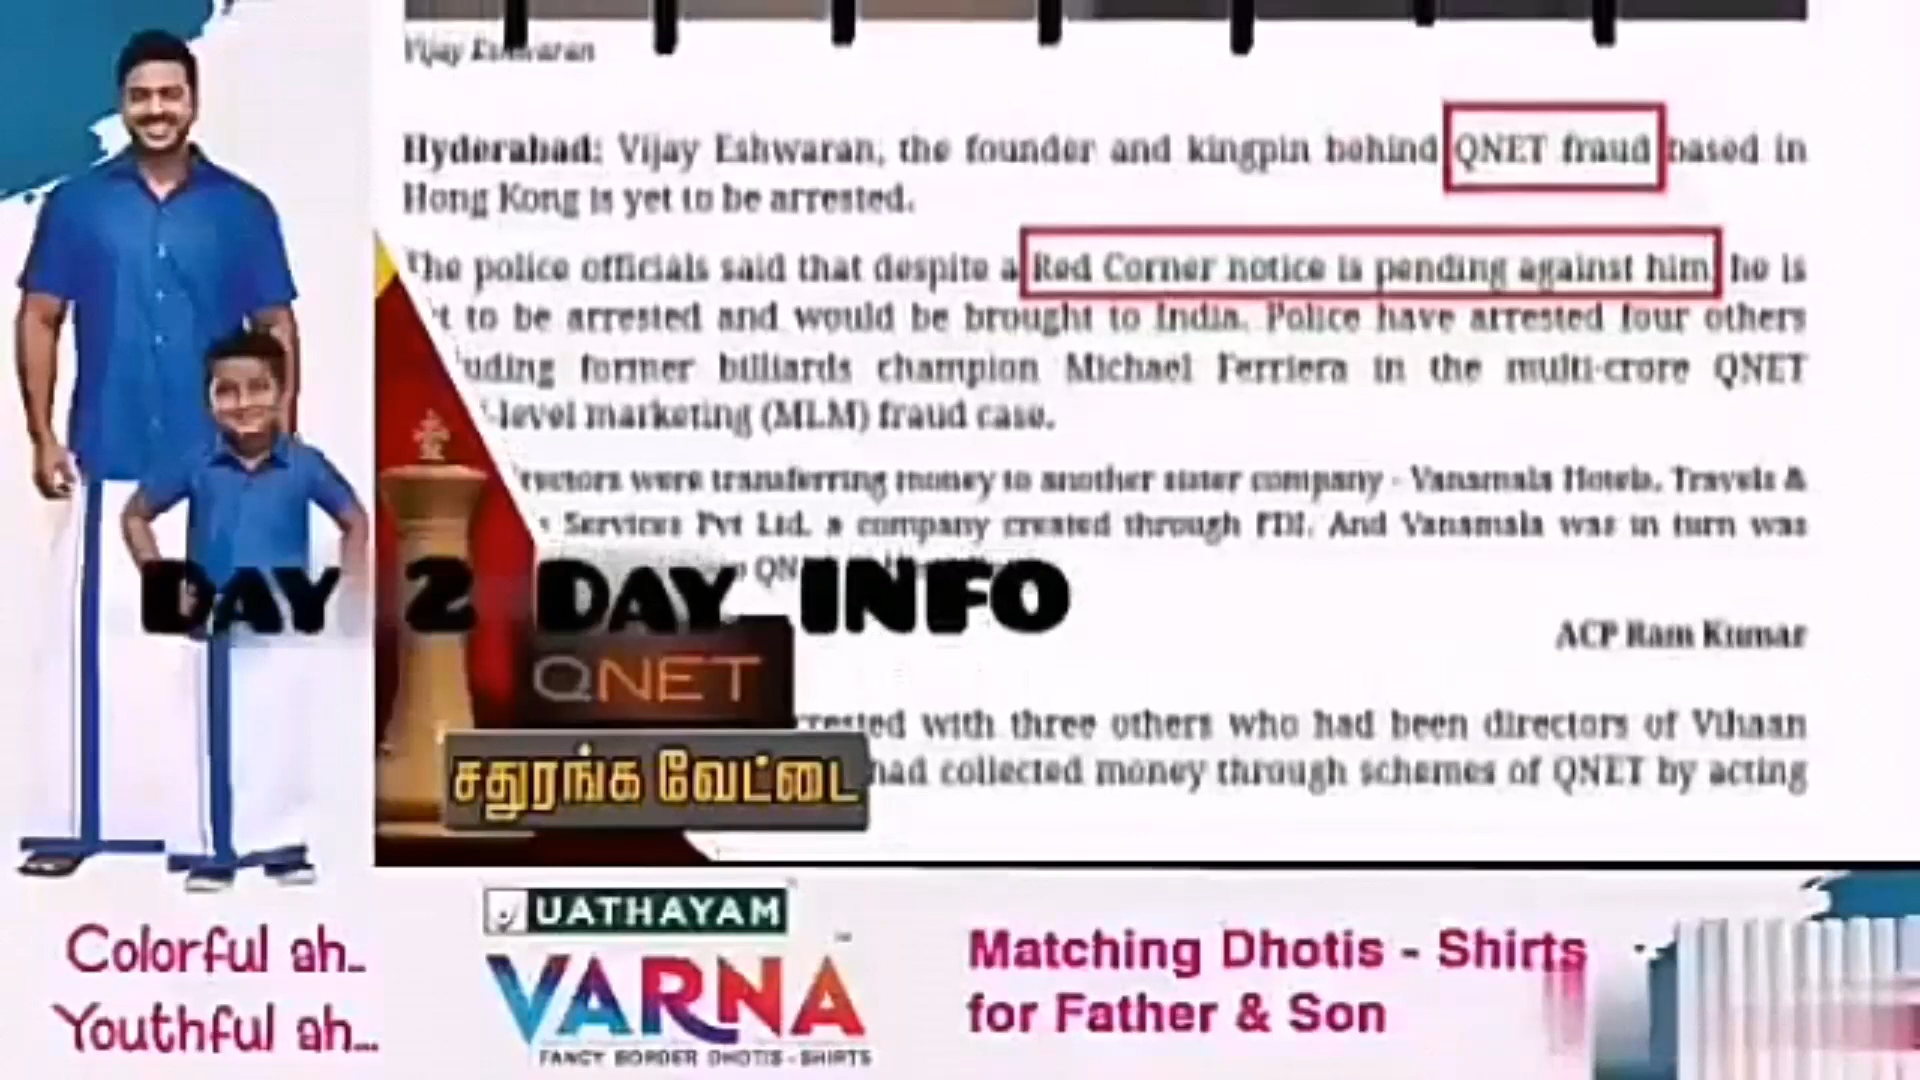 Vijay Eshwaran
Hyderabad: Vijay Eshwaran, the founder and kingpin behind QNET fraud based in
Hong Kong is yet to be arrested.
The police officials said that despite a Red Corner notice is pending against him he is
to be arrested and would be brought to India. Police have arrested four others
uding former billiards champion Michael Ferriera in the multi-crore QNET
-level marketing (MLM) fraud case.
rectors were transferring money to another sister company - Vanamala Hotels, Travels &
Services Pvt Ltd. a company created through FDI. And Vanamala was in turn was
DAY 2 DAY INFO
ACP Ram Kumar
QNET
rrested with three others who had been directors of Vihaan
சதுரங்க வேட்டை
had collected money through schemes of QNET by acting
UATHAYAM
VARNA
FANCY BORDER DHOTIS - SHIRTS
Colorful ah..
Youthful ah...
Matching Dhotis - Shirts
for Father & Son